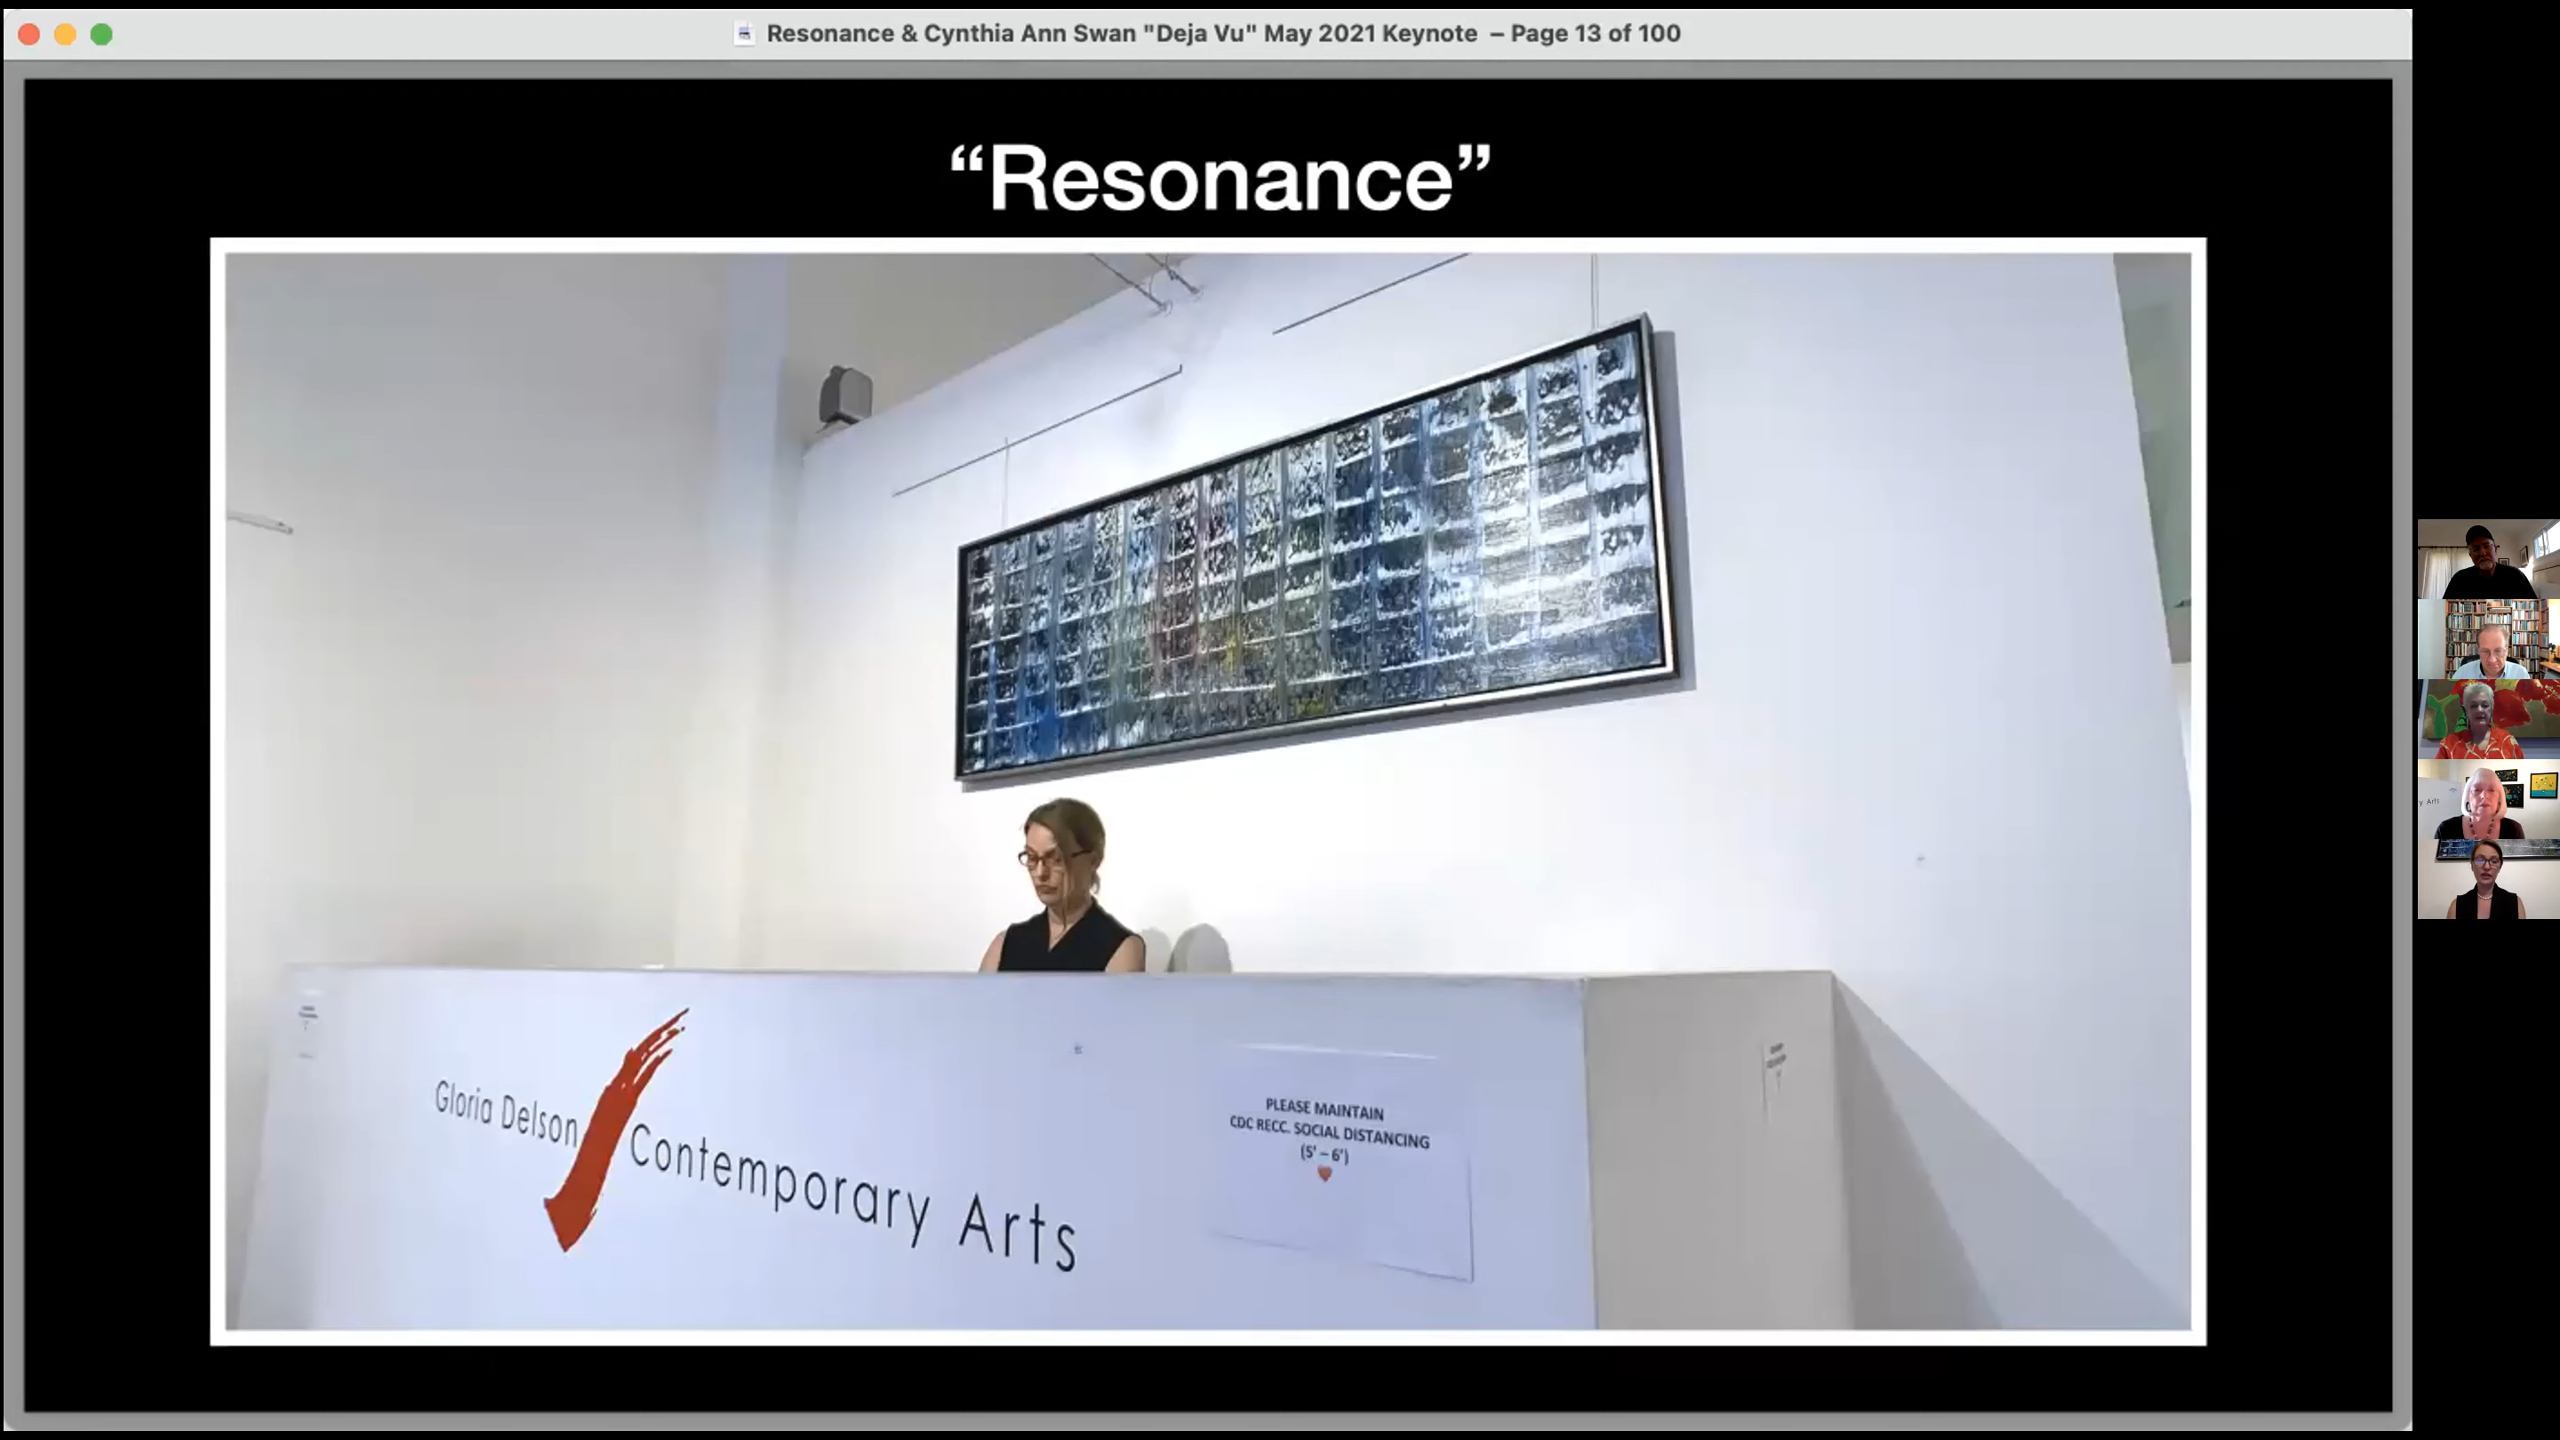 Resonance & Cynthia Ann Swan "Deja Vu" May 2021 Keynote – Page 13 of 100
“Resonance”
Gloria Delson
Contemporary Arts
PLEASE MAINTAIN
CDC RECC. SOCIAL DISTANCING
(5' – 6')
y Arts